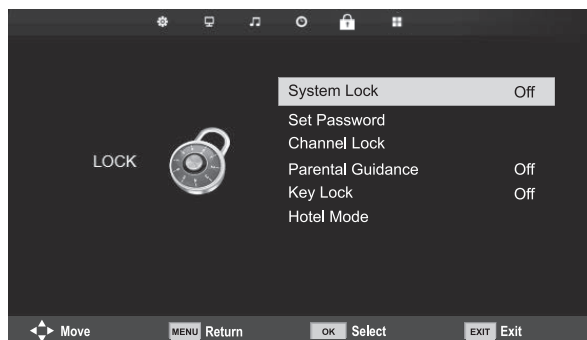 System Lock Off
Set Password
Channel Lock
LOCK
Parental Guidance Off
Key Lock Off
Hotel Mode
Move MENU Return OK Select EXIT Exit